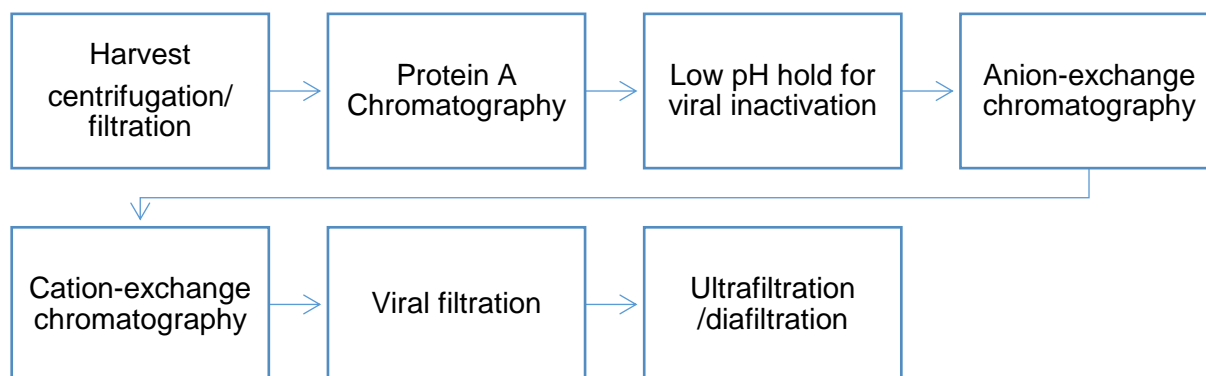 Harvest
centrifugation/
filtration
Protein A
Chromatography
Low pH hold for
viral inactivation
Anion-exchange
chromatography
Cation-exchange
chromatography
Viral filtration
Ultrafiltration
/diafiltration